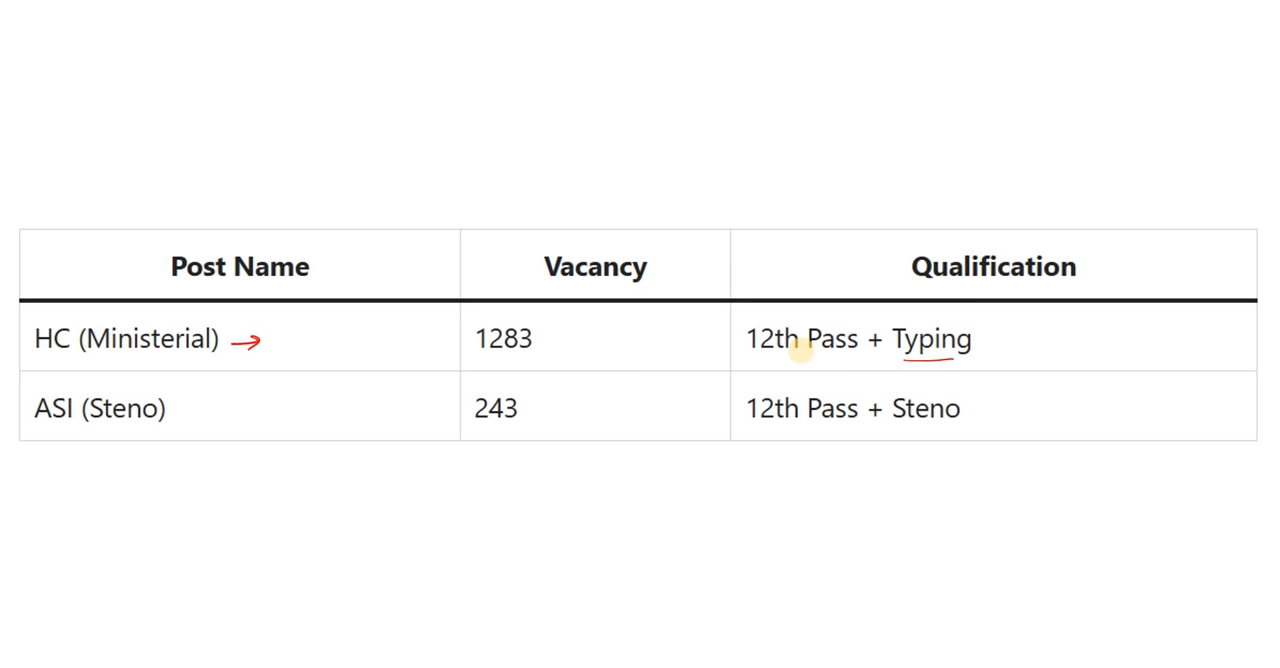 Post Name Vacancy Qualification
HC (Ministerial) 1283 12th Pass + Typing
ASI (Steno) 243 12th Pass + Steno